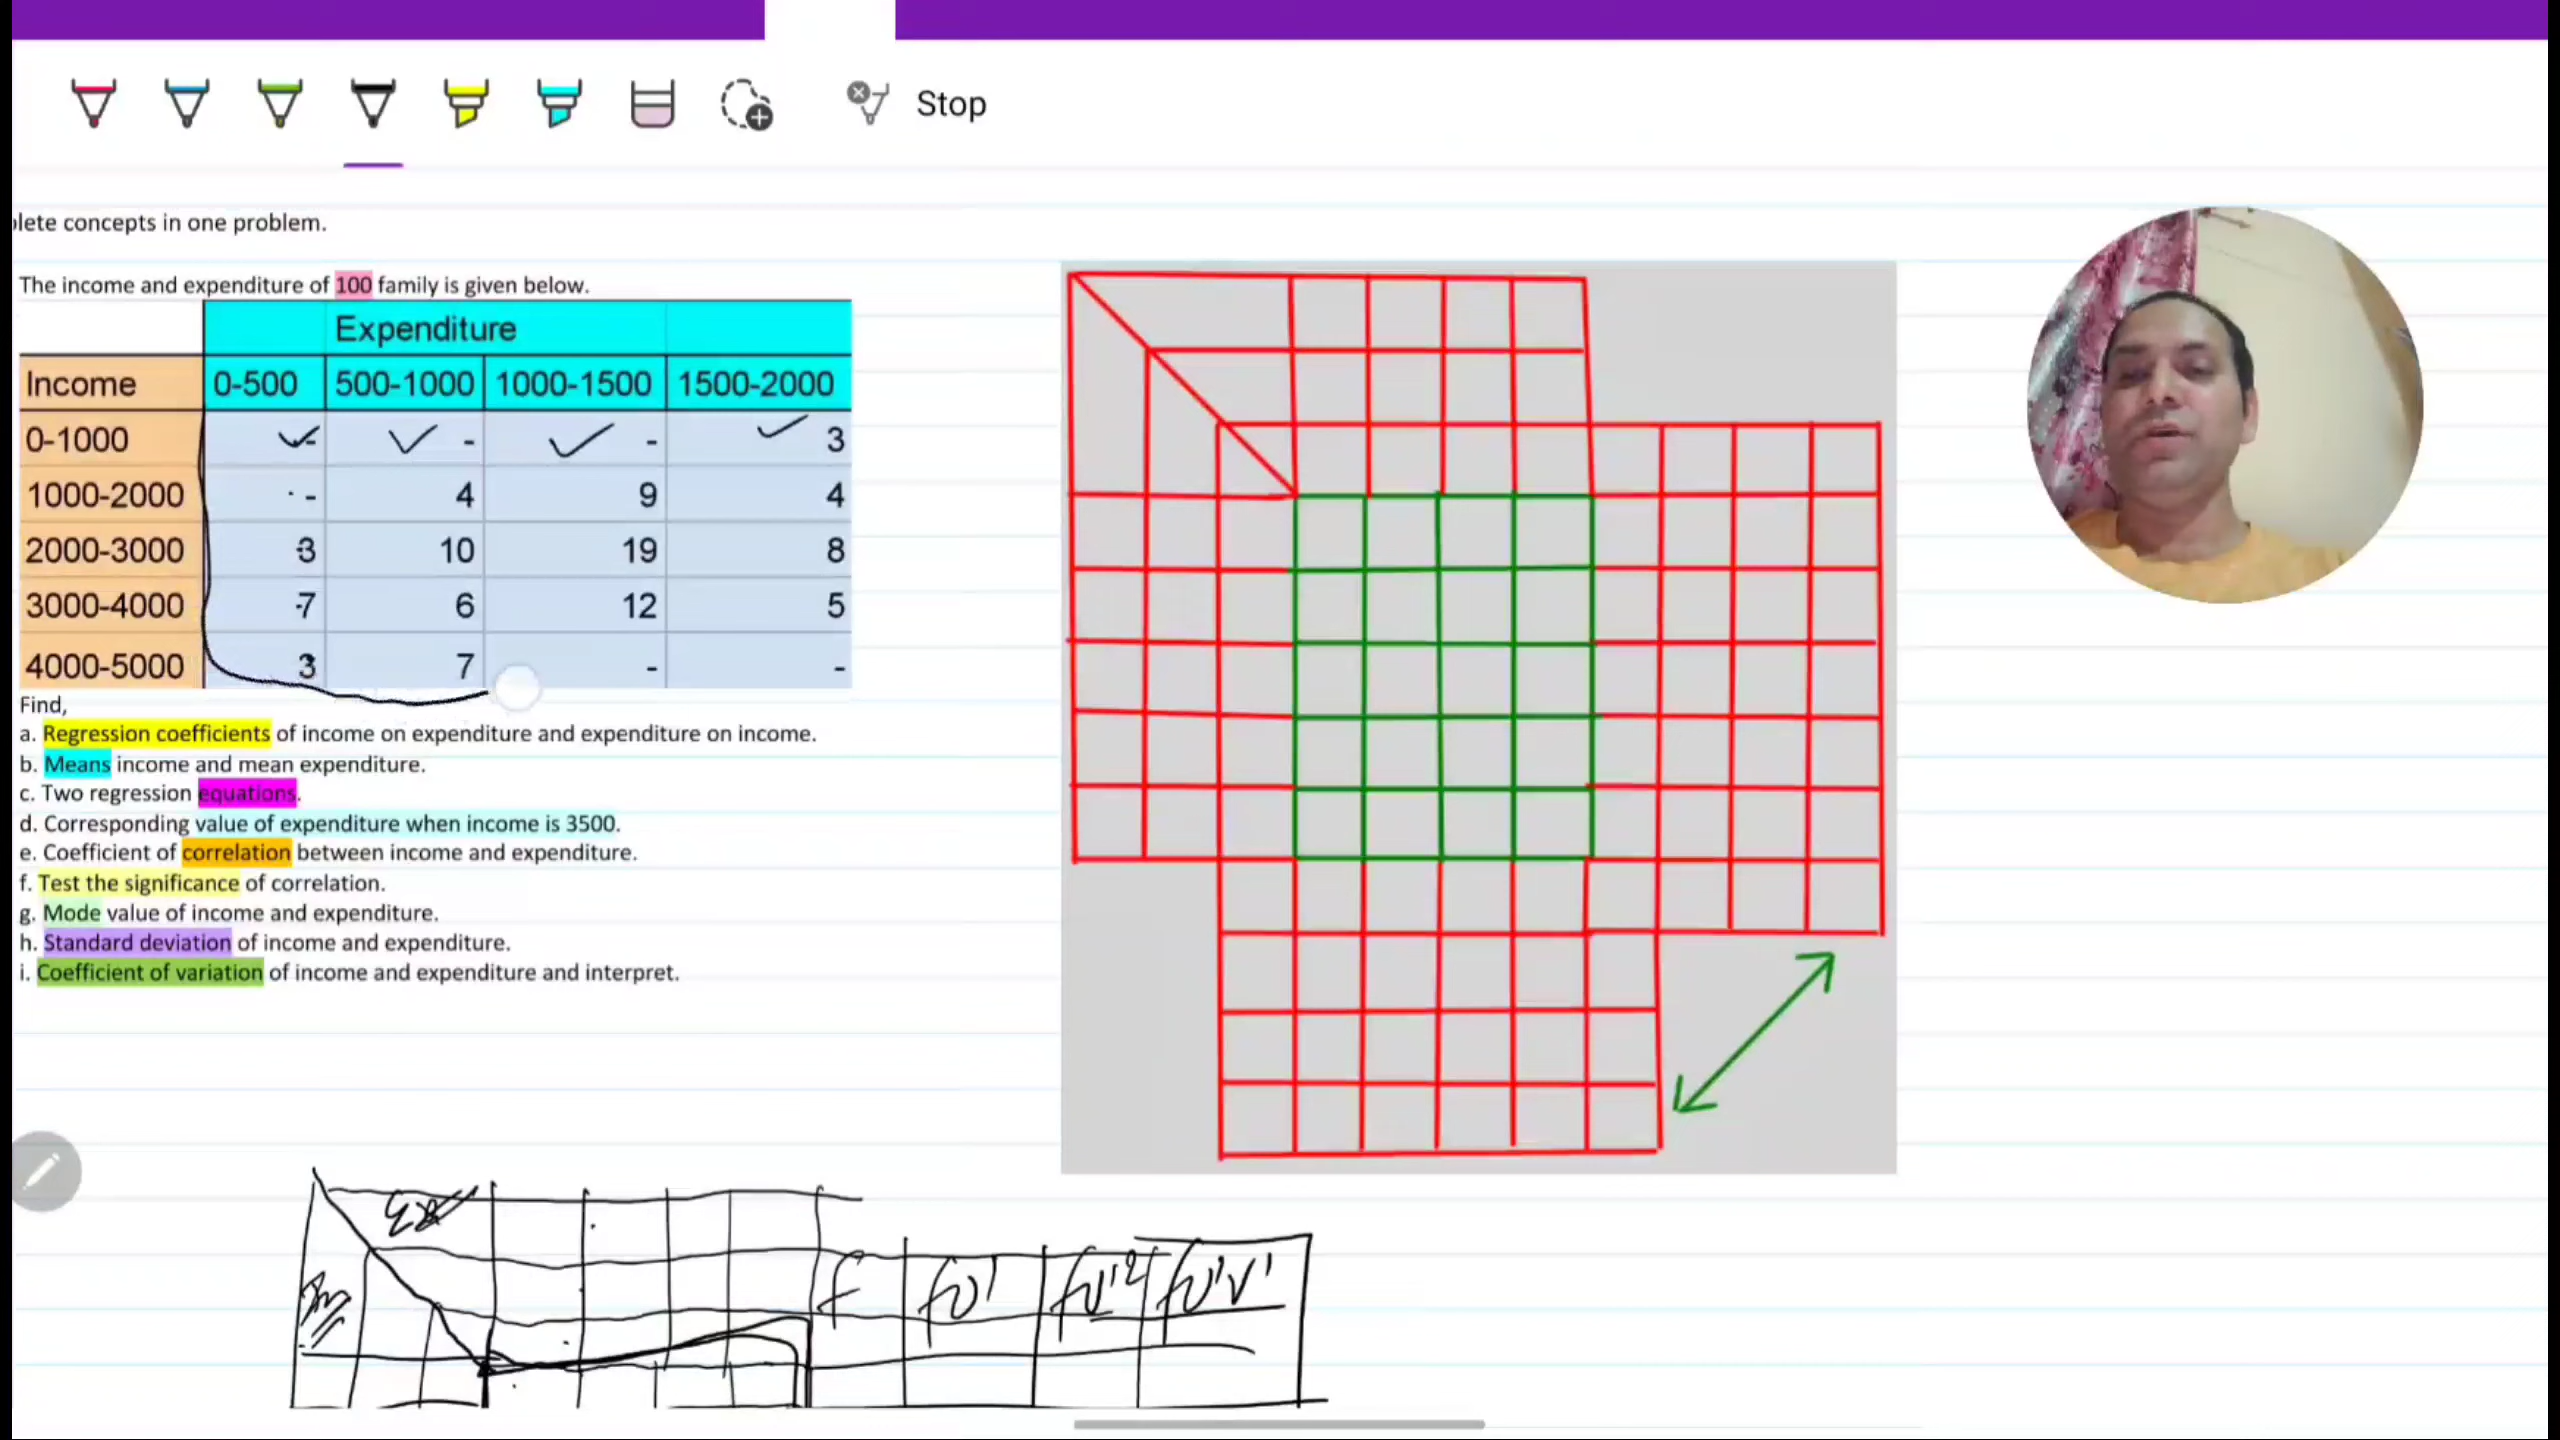 Stop
lete concepts in one problem.
The income and expenditure of 100 family is given below.
Expenditure
Income 0-500 500-1000 1000-1500 1500-2000
0-1000 - - - 3
1000-2000 - 4 9 4
2000-3000 3 10 19 8
3000-4000 7 6 12 5
4000-5000 3 7 - -
Find,
a. Regression coefficients of income on expenditure and expenditure on income.
b. Means income and mean expenditure.
c. Two regression equations.
d. Corresponding value of expenditure when income is 3500.
e. Coefficient of correlation between income and expenditure.
f. Test the significance of correlation.
g. Mode value of income and expenditure.
h. Standard deviation of income and expenditure.
i. Coefficient of variation of income and expenditure and interpret.
f fu' fu'² fu'v'